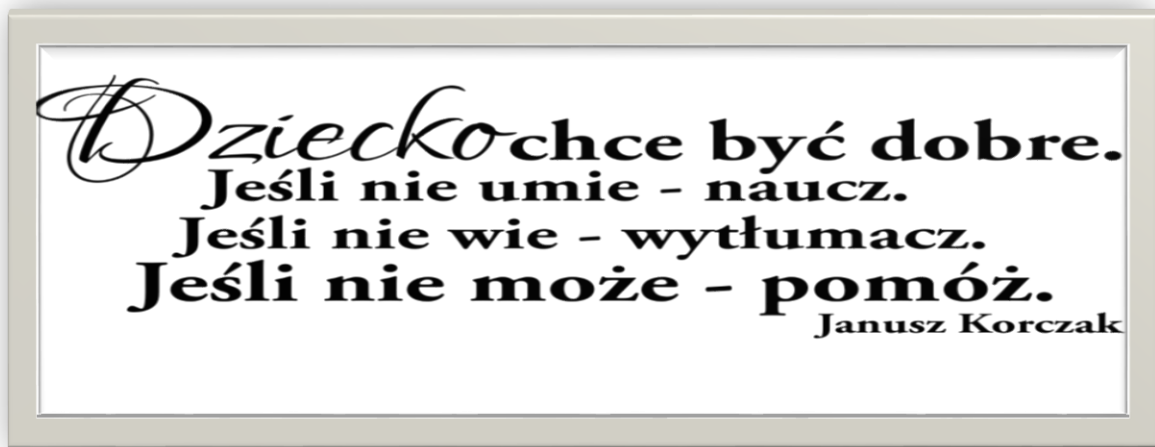 Dziecko chce być dobre.
Jeśli nie umie - naucz.
Jeśli nie wie - wytłumacz.
Jeśli nie może - pomóż.
Janusz Korczak